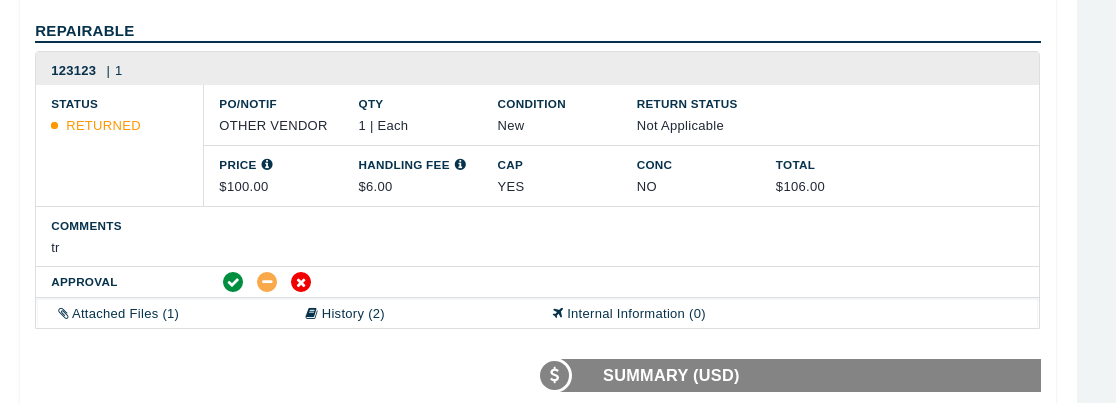 REPAIRABLE
123123 | 1
STATUS
RETURNED
PO/NOTIF QTY CONDITION RETURN STATUS
OTHER VENDOR 1 | Each New Not Applicable
PRICE HANDLING FEE CAP CONC TOTAL
$100.00 $6.00 YES NO $106.00
COMMENTS
tr
APPROVAL
Attached Files (1) History (2) Internal Information (0)
$ SUMMARY (USD)